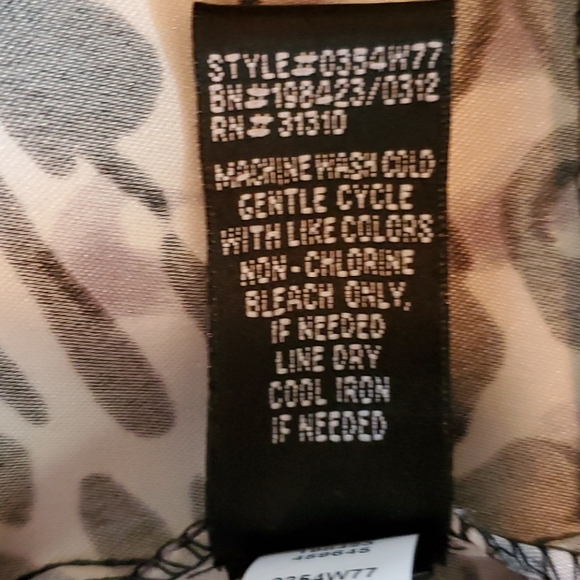 STYLE#0354W77
BN#198423/0312
RN#31310
MACHINE WASH COLD
GENTLE CYCLE
WITH LIKE COLORS
NON-CHLORINE
BLEACH ONLY,
IF NEEDED
LINE DRY
COOL IRON
IF NEEDED
0354W77